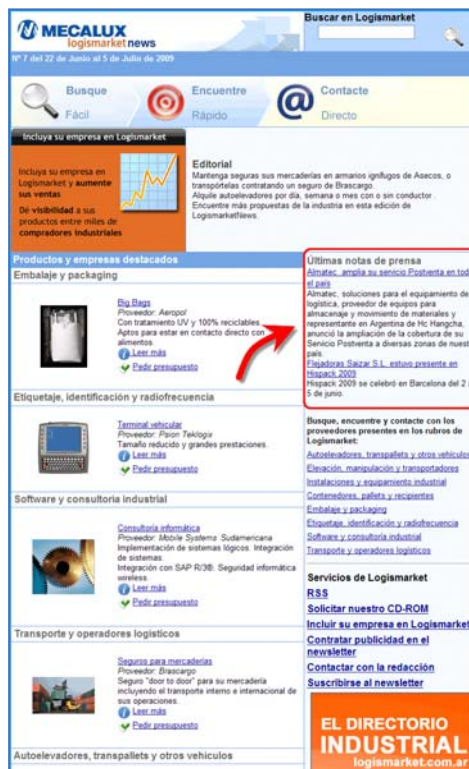 MECALUX
logismarket news
Buscar en Logismarket
Nº 7 del 22 de Junio al 5 de Julio de 2009
Busque
Fácil
Encuentre
Rápido
Contacte
Directo
Incluya su empresa en Logismarket
Incluya su empresa en
Logismarket y aumente
sus ventas
Dé visibilidad a sus
productos entre miles de
compradores industriales
Editorial
Mantenga seguras sus mercaderías en armarios ignífugos de Asecos, o
transpórtelas contratando un seguro de Brascargo.
Alquile autoelevadores por día, semana o mes con o sin conductor.
Encuentre más propuestas de la industria en esta edición de
LogismarketNews.
Productos y empresas destacados
Embalaje y packaging
Big Bags
Proveedor: Aeropol
Con tratamiento UV y 100% reciclables.
Aptos para estar en contacto directo con
alimentos.
Leer más
Pedir presupuesto
Etiquetaje, identificación y radiofrecuencia
Terminal vehicular
Proveedor: Psion Teklogix
Tamaño reducido y grandes prestaciones.
Leer más
Pedir presupuesto
Software y consultoría industrial
Consultoría informática
Proveedor: Mobile Systems Sudamericana
Implementación de sistemas lógicos. Integración
de sistemas.
Integración con SAP R/3®. Seguridad informática
wireless.
Leer más
Pedir presupuesto
Transporte y operadores logísticos
Seguros para mercaderías
Proveedor: Brascargo
Seguro "door to door" para su mercadería
incluyendo el transporte interno e internacional de
sus operaciones.
Leer más
Pedir presupuesto
Autoelevadores, transpallets y otros vehículos
Últimas notas de prensa
Almatec, amplia su servicio Postventa en tod
el país
Almatec, soluciones para el equipamiento de
logística, proveedor de equipos para
almacenaje y movimiento de materiales y
representante en Argentina de Hc Hangcha,
anunció la ampliación de la cobertura de su
Servicio Postventa a diversas zonas de nuest
país.
Flejadoras Saizar S.L. estuvo presente en
Hispack 2009
Hispack 2009 se celebró en Barcelona del 2
5 de junio.
Busque, encuentre y contacte con los
proveedores presentes en los rubros de
Logismarket:
Autoelevadores, transpallets y otros vehículos
Elevación, manipulación y transportadores
Instalaciones y equipamiento industrial
Contenedores, pallets y recipientes
Embalaje y packaging
Etiquetaje, identificación y radiofrecuencia
Software y consultoría industrial
Transporte y operadores logísticos
Servicios de Logismarket
RSS
Solicitar nuestro CD-ROM
Incluir su empresa en Logismarket
Contratar publicidad en el
newsletter
Contactar con la redacción
Suscribirse al newsletter
EL DIRECTORIO
INDUSTRIAL
logismarket.com.ar